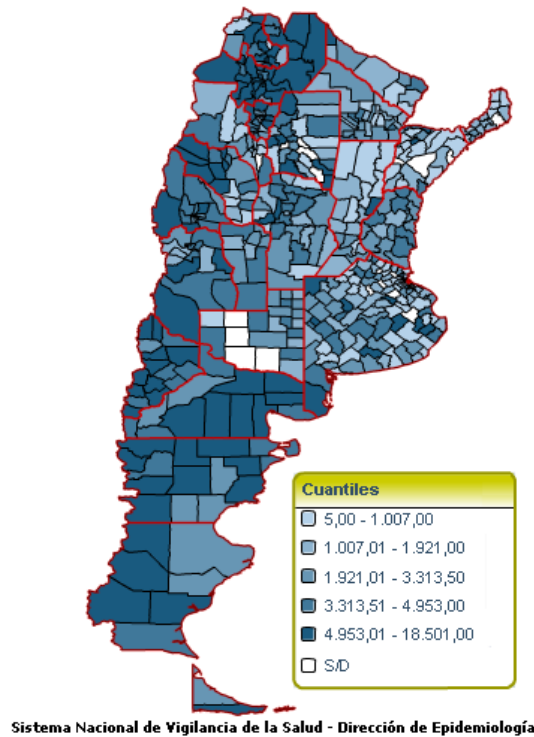 Cuantiles
5,00 - 1.007,00
1.007,01 - 1.921,00
1.921,01 - 3.313,50
3.313,51 - 4.953,00
4.953,01 - 18.501,00
S/D
Sistema Nacional de Vigilancia de la Salud - Dirección de Epidemiología